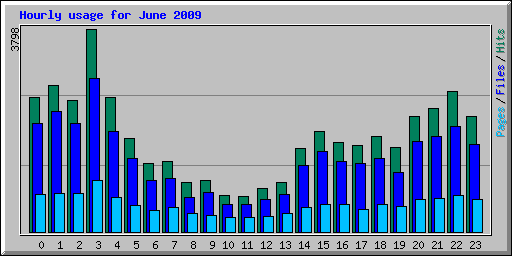 Hourly usage for June 2009
3798
Pages / Files / Hits
0 1 2 3 4 5 6 7 8 9 10 11 12 13 14 15 16 17 18 19 20 21 22 23